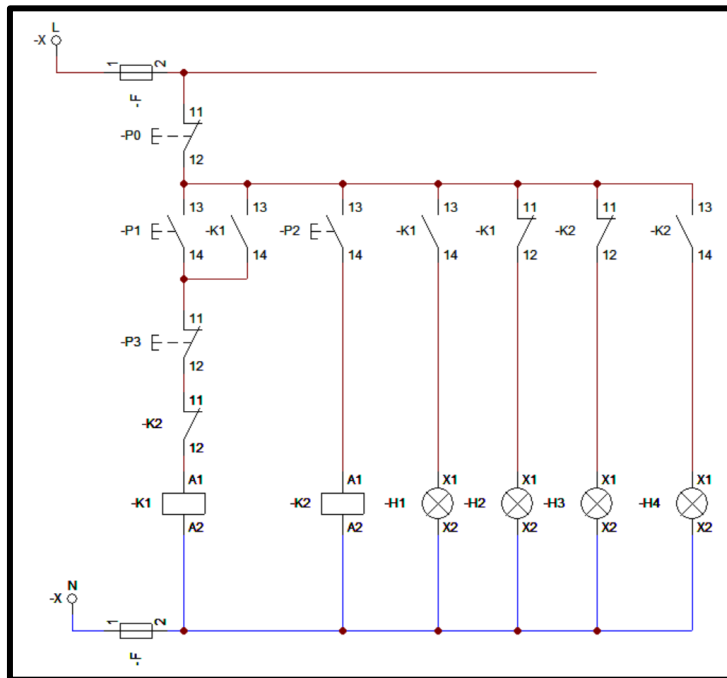 L
-X
1 2
-F
11
-P0
12
13 13 13 13 11 11 13
-P1 -K1 -P2 -K1 -K1 -K2 -K2
14 14 14 14 12 12 14
11
-P3
12
11
-K2
12
A1 A1 X1 X1 X1 X1
-K1 -K2 -H1 -H2 -H3 -H4
A2 A2 X2 X2 X2 X2
N
-X
1 2
-F